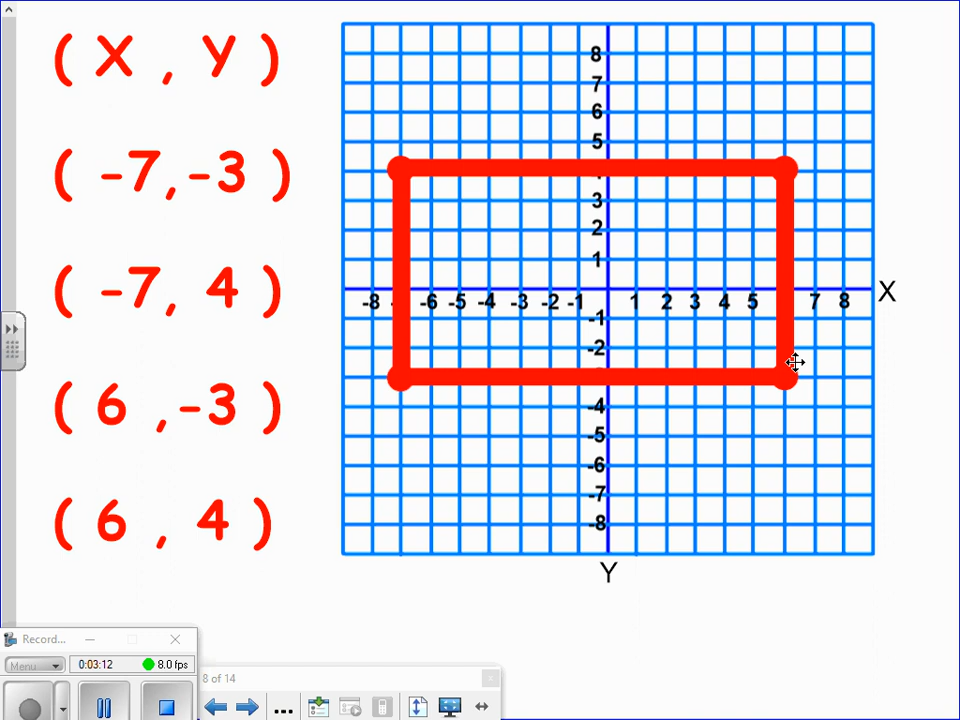 ( X , Y )
( -7,-3 )
( -7, 4 )
( 6 ,-3 )
( 6 , 4 )
8
7
6
5
3
2
1
-8 -6 -5 -4 -3 -2 -1 1 2 3 4 5 7 8 X
-1
-2
-4
-5
-6
-7
-8
Y
Record...
Menu 0:03:12 8.0 fps
8 of 14